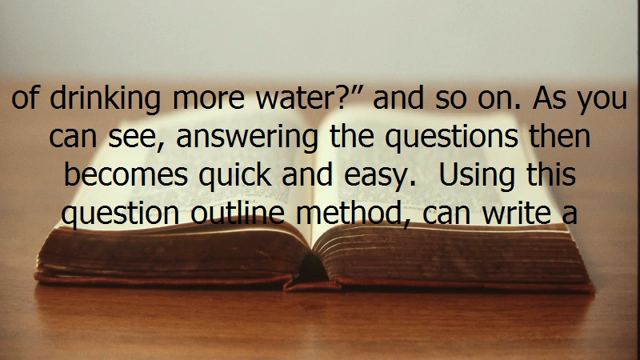 of drinking more water?” and so on. As you
can see, answering the questions then
becomes quick and easy.  Using this
question outline method, can write a